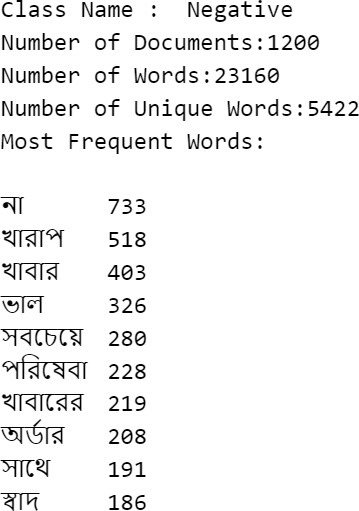 Class Name :  Negative
Number of Documents:1200
Number of Words:23160
Number of Unique Words:5422
Most Frequent Words:
না 733
খারাপ 518
খাবার 403
ভাল 326
সবচেয়ে 280
পরিষেবা 228
খাবারের 219
অর্ডার 208
সাথে 191
স্বাদ 186